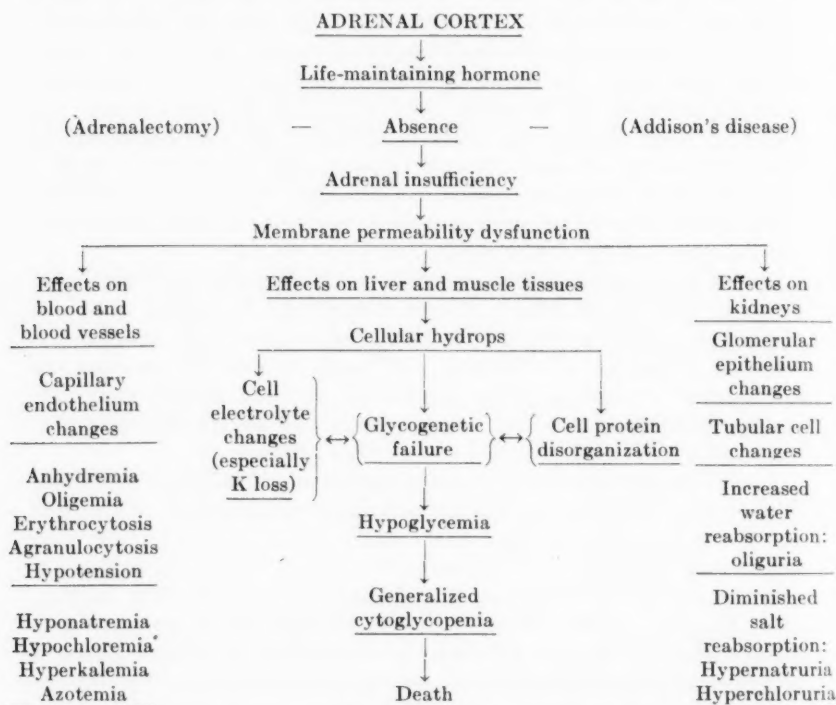 ADRENAL CORTEX
↓
Life-maintaining hormone
↓
(Adrenalectomy) — Absence — (Addison's disease)
↓
Adrenal insufficiency
↓
Membrane permeability dysfunction
↓ ↓ ↓
Effects on
blood and
blood vessels
Capillary
endothelium
changes
Anhydremia
Oligemia
Erythrocytosis
Agranulocytosis
Hypotension
Hyponatremia
Hypochloremia
Hyperkalemia
Azotemia
Effects on liver and muscle tissues
↓
Cellular hydrops
↓ ↓ ↓
Cell
electrolyte
changes
(especially
K loss)
↔
Glycogenetic
failure
↔
Cell protein
disorganization
↓
Hypoglycemia
↓
Generalized
cytoglycopenia
↓
Death
Effects on
kidneys
Glomerular
epithelium
changes
Tubular cell
changes
Increased
water
reabsorption:
oliguria
Diminished
salt
reabsorption:
Hypernatruria
Hyperchloruria